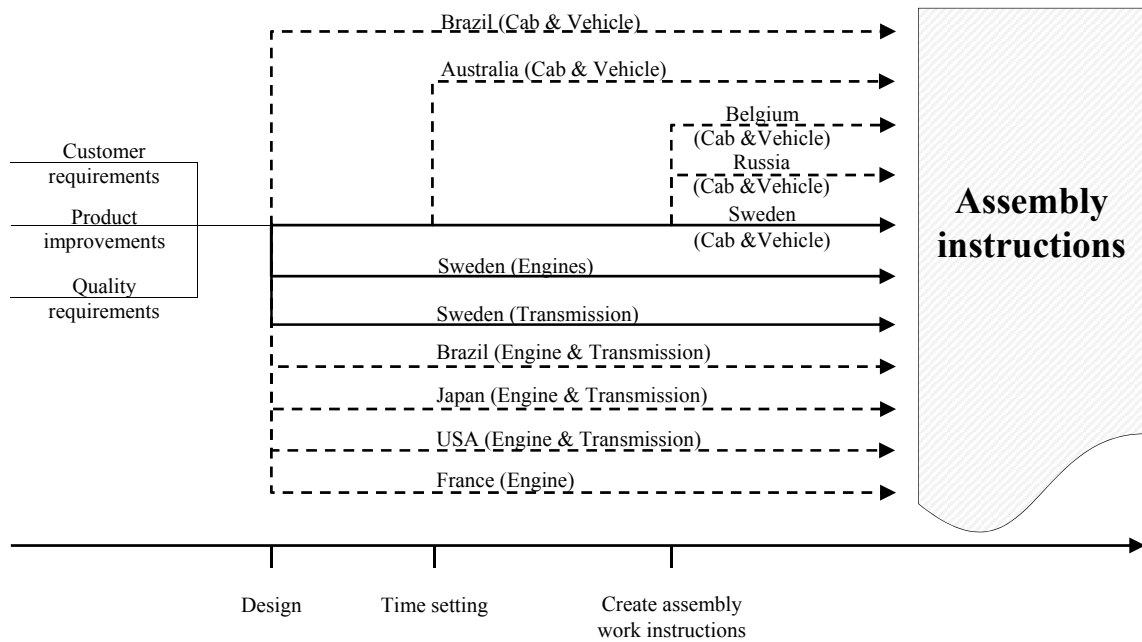 Brazil (Cab & Vehicle)
Australia (Cab & Vehicle)
Belgium
(Cab &Vehicle)
Russia
(Cab &Vehicle)
Sweden
(Cab &Vehicle)
Customer
requirements
Product
improvements
Quality
requirements
Sweden (Engines)
Sweden (Transmission)
Brazil (Engine & Transmission)
Japan (Engine & Transmission)
USA (Engine & Transmission)
France (Engine)
Assembly
instructions
Design
Time setting
Create assembly
work instructions